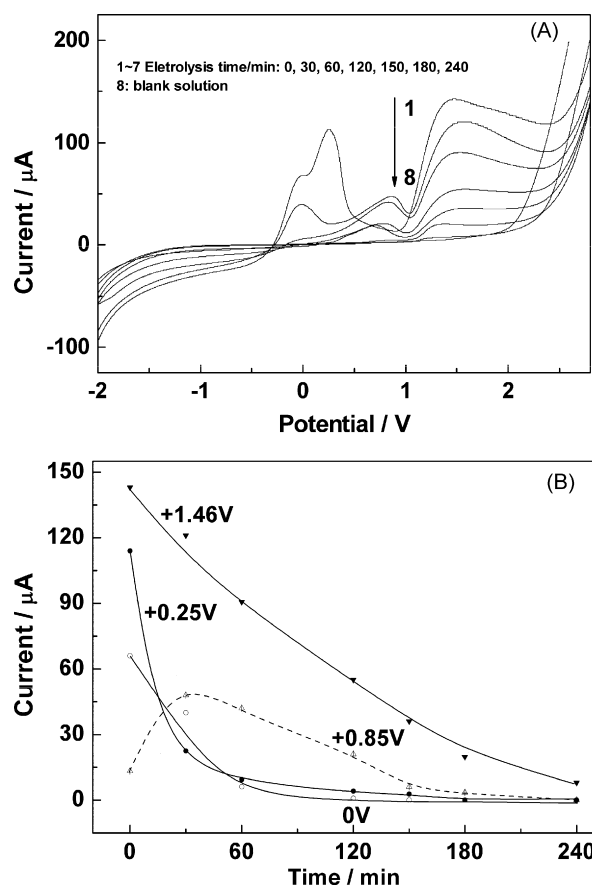 (A)
1~7 Eletrolysis time/min: 0, 30, 60, 120, 150, 180, 240
8: blank solution
1
8
200
100
0
-100
Current / μA
-2 -1 0 1 2
Potential / V
(B)
+1.46V
+0.25V
+0.85V
0V
150
120
90
60
30
0
Current / μA
0 60 120 180 240
Time / min